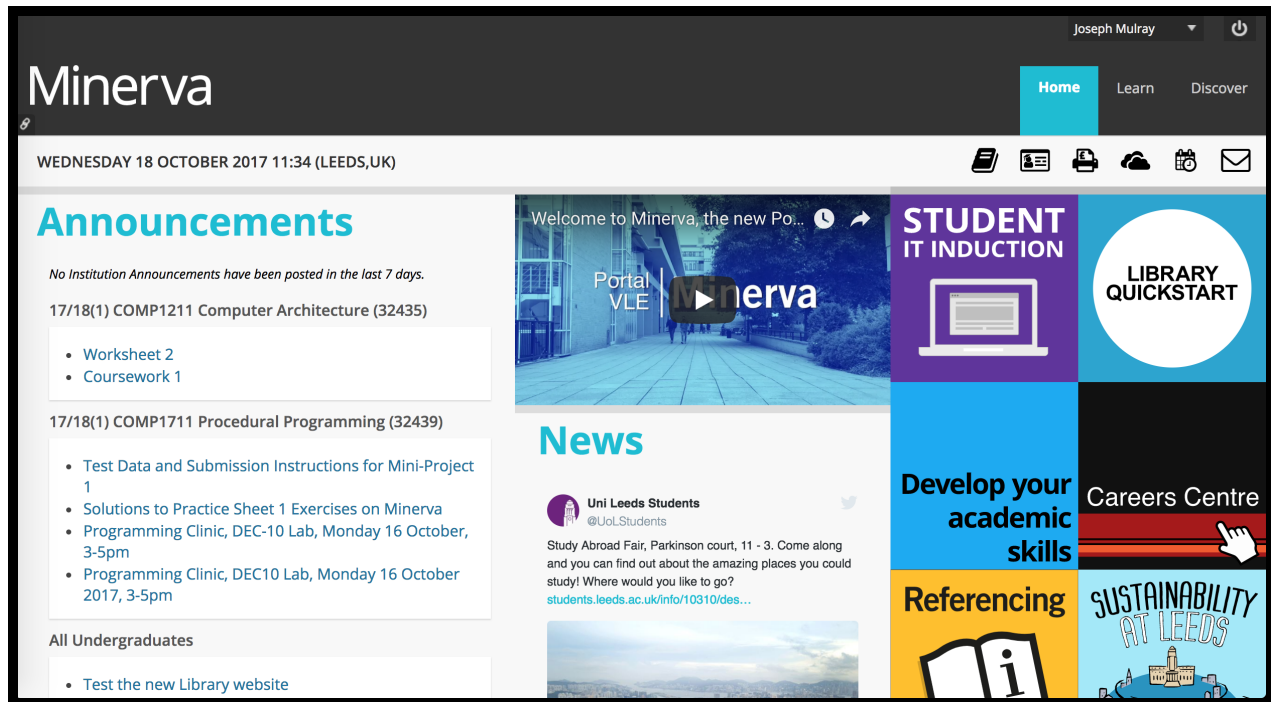 Joseph Mulray
Minerva
Home
Learn
Discover
WEDNESDAY 18 OCTOBER 2017 11:34 (LEEDS,UK)
Announcements
No Institution Announcements have been posted in the last 7 days.
17/18(1) COMP1211 Computer Architecture (32435)
Worksheet 2
Coursework 1
17/18(1) COMP1711 Procedural Programming (32439)
Test Data and Submission Instructions for Mini-Project
1
Solutions to Practice Sheet 1 Exercises on Minerva
Programming Clinic, DEC-10 Lab, Monday 16 October,
3-5pm
Programming Clinic, DEC10 Lab, Monday 16 October
2017, 3-5pm
All Undergraduates
Test the new Library website
Welcome to Minerva, the new Po...
Portal
VLE
Minerva
News
Uni Leeds Students
@UoLStudents
Study Abroad Fair, Parkinson court, 11 - 3. Come along
and you can find out about the amazing places you could
study! Where would you like to go?
students.leeds.ac.uk/info/10310/des…
STUDENT
IT INDUCTION
LIBRARY
QUICKSTART
Develop your
academic
skills
Careers Centre
Referencing
i
SUSTAINABILITY
AT LEEDS